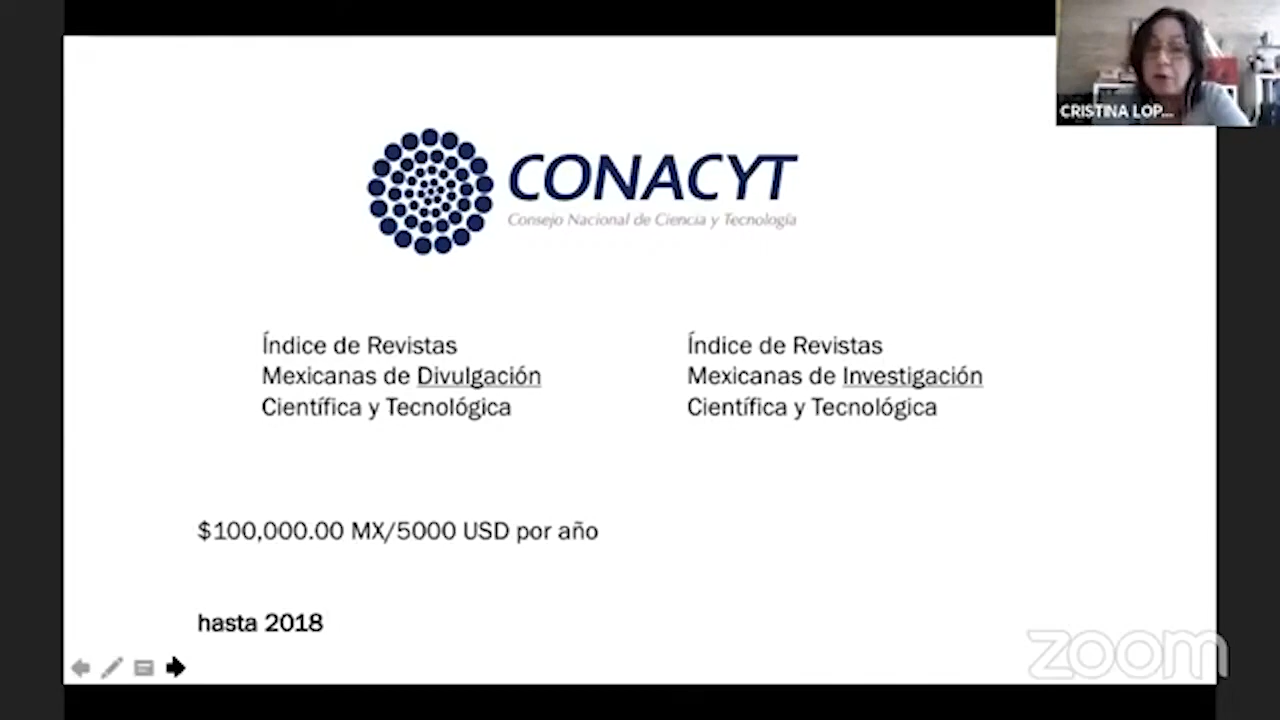 CRISTINA LOP...
CONACYT
Consejo Nacional de Ciencia y Tecnología
Índice de Revistas
Mexicanas de Divulgación
Científica y Tecnológica
Índice de Revistas
Mexicanas de Investigación
Científica y Tecnológica
$100,000.00 MX/5000 USD por año
hasta 2018
zoom